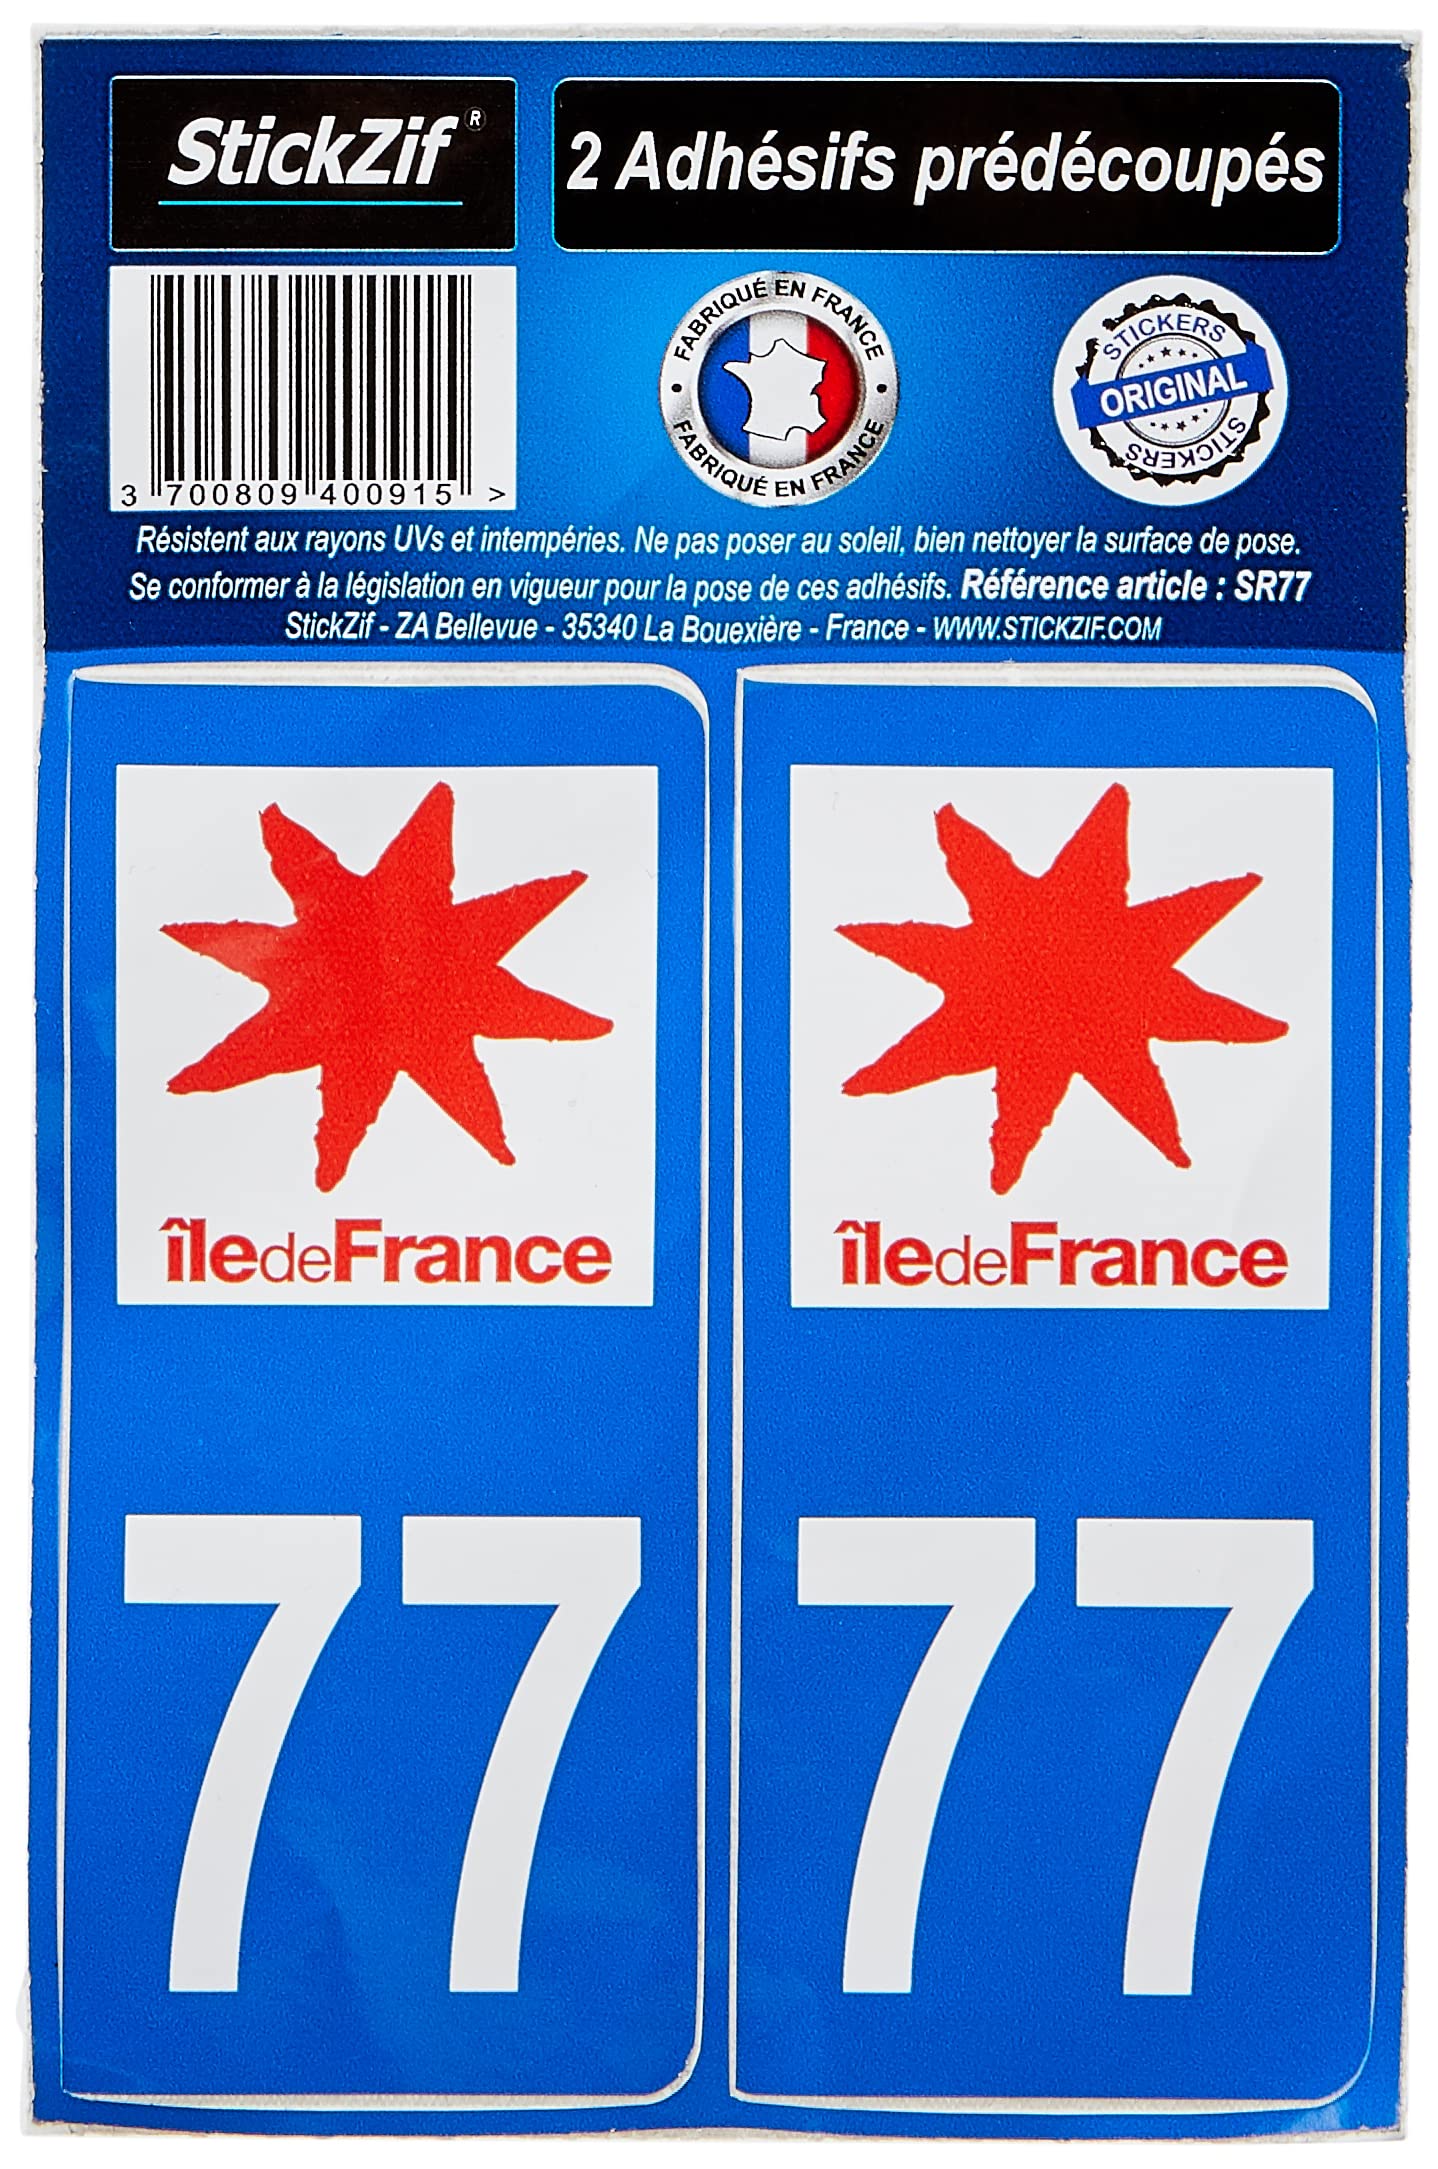 StickZif®
2 Adhésifs prédécoupés
FABRIQUÉ EN FRANCE
FABRIQUÉ EN FRANCE
STICKERS
ORIGINAL
STICKERS
3 700809 400915 >
Résistent aux rayons UVs et intempéries. Ne pas poser au soleil, bien nettoyer la surface de pose.
Se conformer à la législation en vigueur pour la pose de ces adhésifs. Référence article : SR77
StickZif - ZA Bellevue - 35340 La Bouexière - France - WWW.STICKZIF.COM
îledeFrance
îledeFrance
77
77